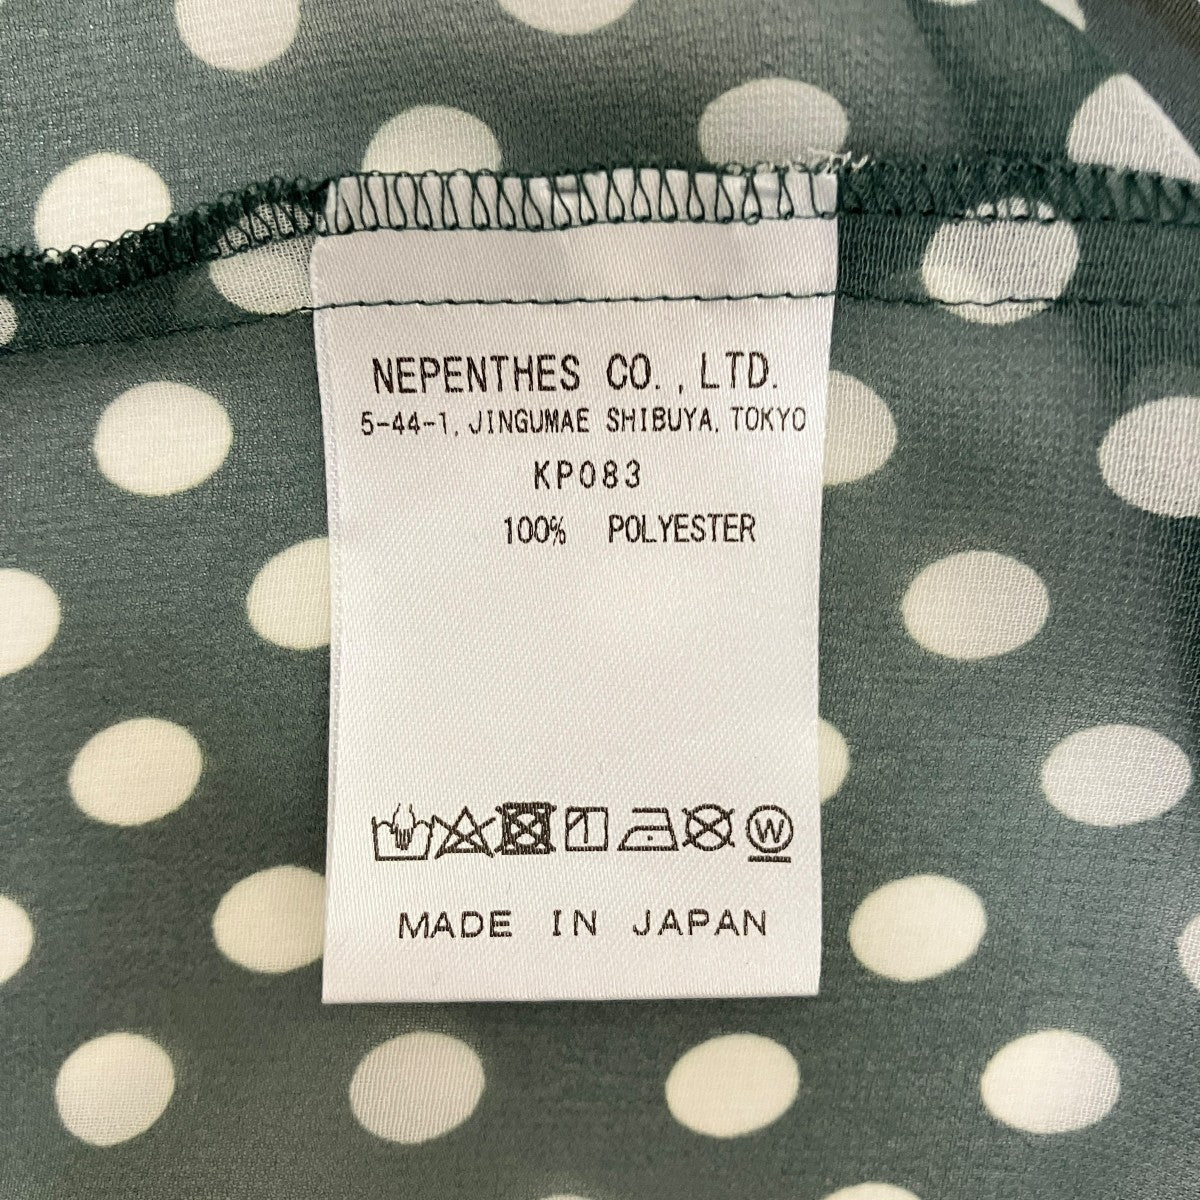 NEPENTHES CO., LTD.
5-44-1, JINGUMAE SHIBUYA, TOKYO
KP083
100% POLYESTER
W
MADE IN JAPAN